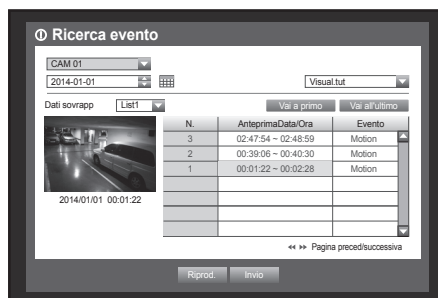 Ricerca evento
CAM 01
2014-01-01
Visual.tut
Dati sovrapp List1 Vai a primo Vai all'ultimo
N. AnteprimaData/Ora Evento
3 02:47:54 ~ 02:48:59 Motion
2 00:39:06 ~ 00:40:30 Motion
1 00:01:22 ~ 00:02:28 Motion
2014/01/01 00:01:22
Pagina preced/successiva
Riprod. Invio